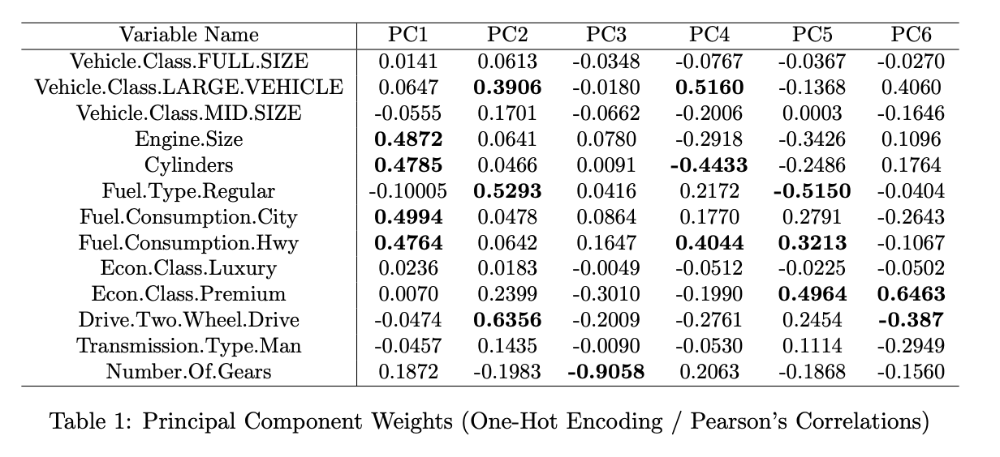 Variable Name PC1 PC2 PC3 PC4 PC5 PC6
Vehicle.Class.FULL.SIZE 0.0141 0.0613 -0.0348 -0.0767 -0.0367 -0.0270
Vehicle.Class.LARGE.VEHICLE 0.0647 0.3906 -0.0180 0.5160 -0.1368 0.4060
Vehicle.Class.MID.SIZE -0.0555 0.1701 -0.0662 -0.2006 0.0003 -0.1646
Engine.Size 0.4872 0.0641 0.0780 -0.2918 -0.3426 0.1096
Cylinders 0.4785 0.0466 0.0091 -0.4433 -0.2486 0.1764
Fuel.Type.Regular -0.10005 0.5293 0.0416 0.2172 -0.5150 -0.0404
Fuel.Consumption.City 0.4994 0.0478 0.0864 0.1770 0.2791 -0.2643
Fuel.Consumption.Hwy 0.4764 0.0642 0.1647 0.4044 0.3213 -0.1067
Econ.Class.Luxury 0.0236 0.0183 -0.0049 -0.0512 -0.0225 -0.0502
Econ.Class.Premium 0.0070 0.2399 -0.3010 -0.1990 0.4964 0.6463
Drive.Two.Wheel.Drive -0.0474 0.6356 -0.2009 -0.2761 0.2454 -0.387
Transmission.Type.Man -0.0457 0.1435 -0.0090 -0.0530 0.1114 -0.2949
Number.Of.Gears 0.1872 -0.1983 -0.9058 0.2063 -0.1868 -0.1560
Table 1: Principal Component Weights (One-Hot Encoding / Pearson's Correlations)